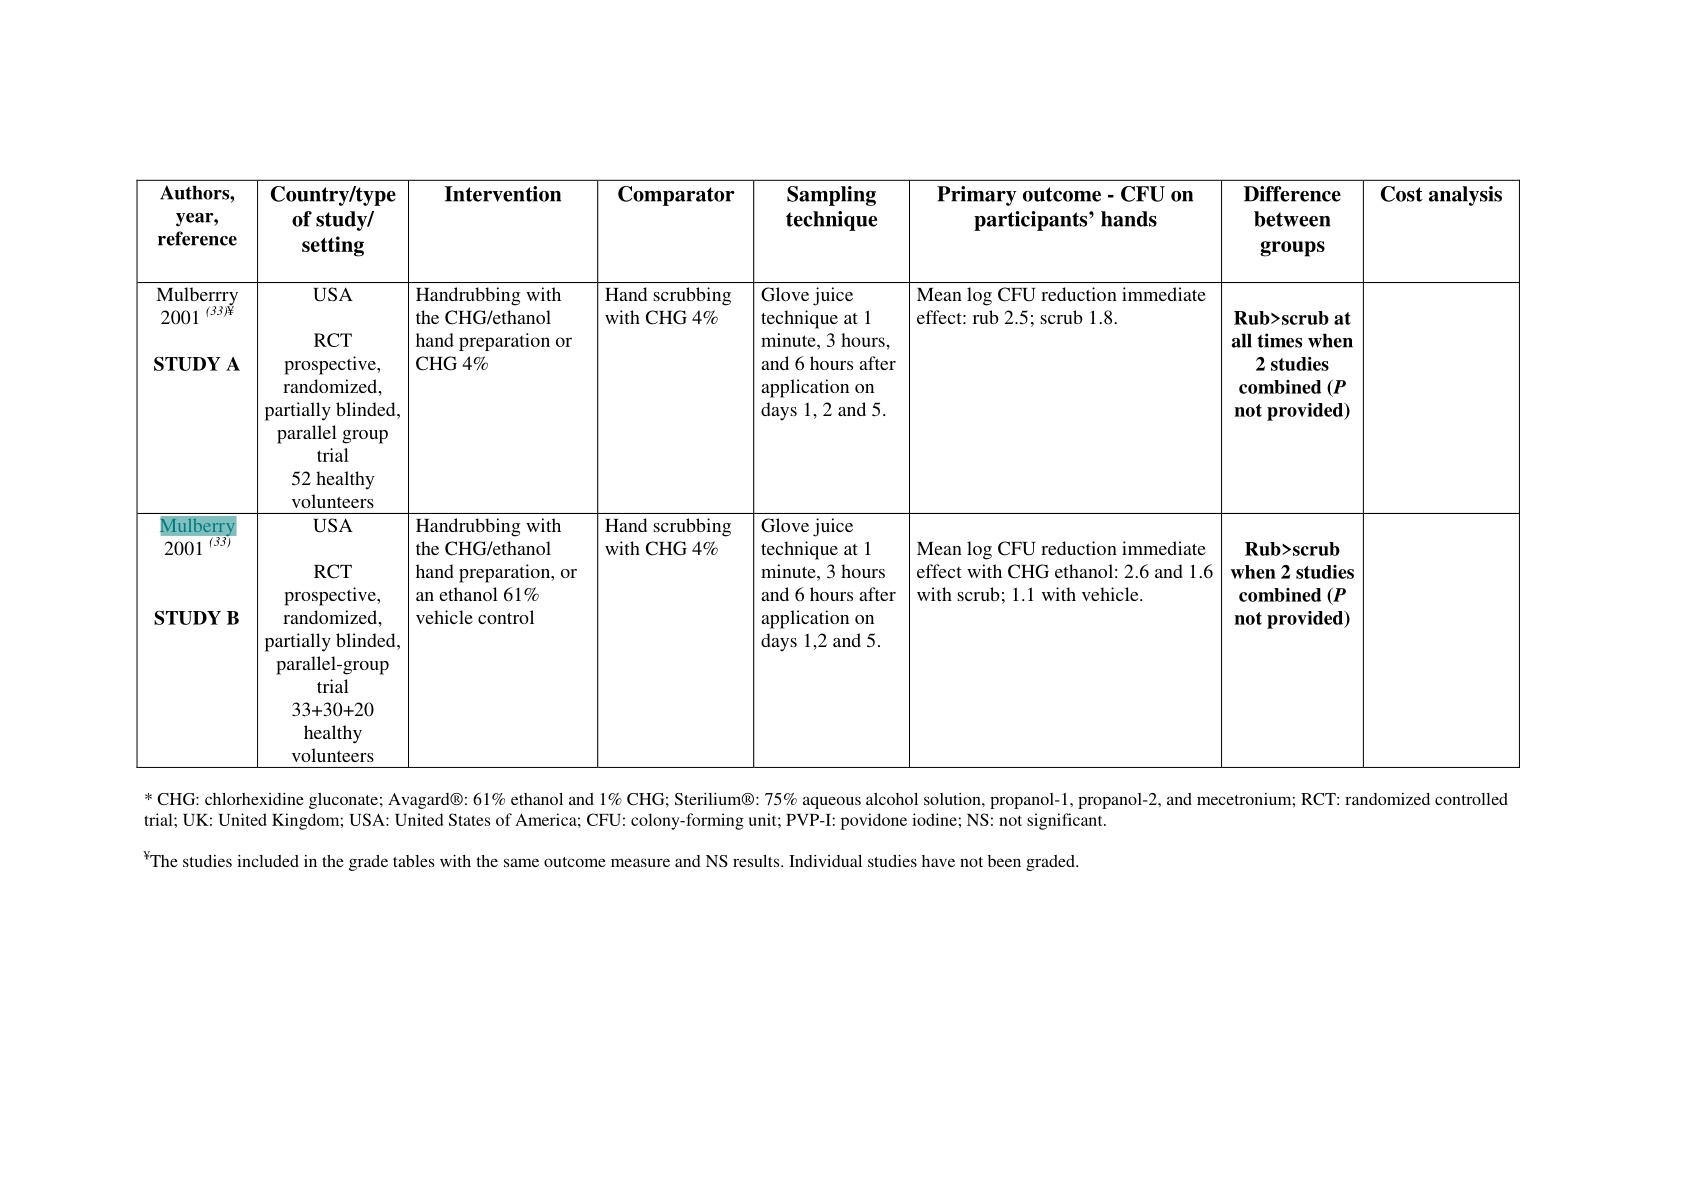 Authors, year, reference
Country/type of study/ setting
Intervention
Comparator
Sampling technique
Primary outcome - CFU on participants' hands
Difference between groups
Cost analysis
Mulberrry
2001 (33)¥
STUDY A
USA
RCT
prospective,
randomized,
partially blinded,
parallel group
trial
52 healthy
volunteers
Handrubbing with
the CHG/ethanol
hand preparation or
CHG 4%
Hand scrubbing
with CHG 4%
Glove juice
technique at 1
minute, 3 hours,
and 6 hours after
application on
days 1, 2 and 5.
Mean log CFU reduction immediate
effect: rub 2.5; scrub 1.8.
Rub>scrub at
all times when
2 studies
combined (P
not provided)
Mulberry
2001 (33)
STUDY B
USA
RCT
prospective,
randomized,
partially blinded,
parallel-group
trial
33+30+20
healthy
volunteers
Handrubbing with
the CHG/ethanol
hand preparation, or
an ethanol 61%
vehicle control
Hand scrubbing
with CHG 4%
Glove juice
technique at 1
minute, 3 hours
and 6 hours after
application on
days 1,2 and 5.
Mean log CFU reduction immediate
effect with CHG ethanol: 2.6 and 1.6
with scrub; 1.1 with vehicle.
Rub>scrub
when 2 studies
combined (P
not provided)
* CHG: chlorhexidine gluconate; Avagard®: 61% ethanol and 1% CHG; Sterilium®: 75% aqueous alcohol solution, propanol-1, propanol-2, and mecetronium; RCT: randomized controlled
trial; UK: United Kingdom; USA: United States of America; CFU: colony-forming unit; PVP-I: povidone iodine; NS: not significant.
¥The studies included in the grade tables with the same outcome measure and NS results. Individual studies have not been graded.